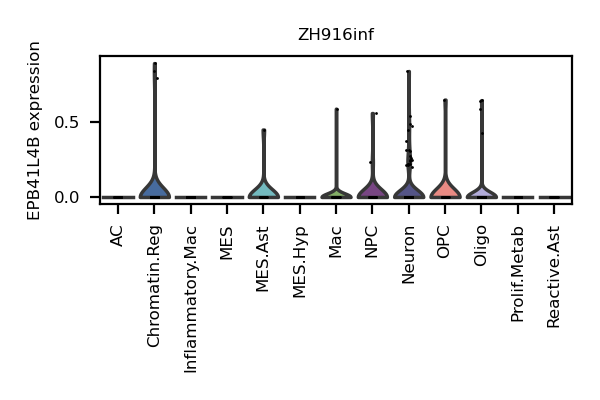 ZH916inf
EPB41L4B expression
0.5
0.0
AC
Chromatin.Reg
Inflammatory.Mac
MES
MES.Ast
MES.Hyp
Mac
NPC
Neuron
OPC
Oligo
Prolif.Metab
Reactive.Ast